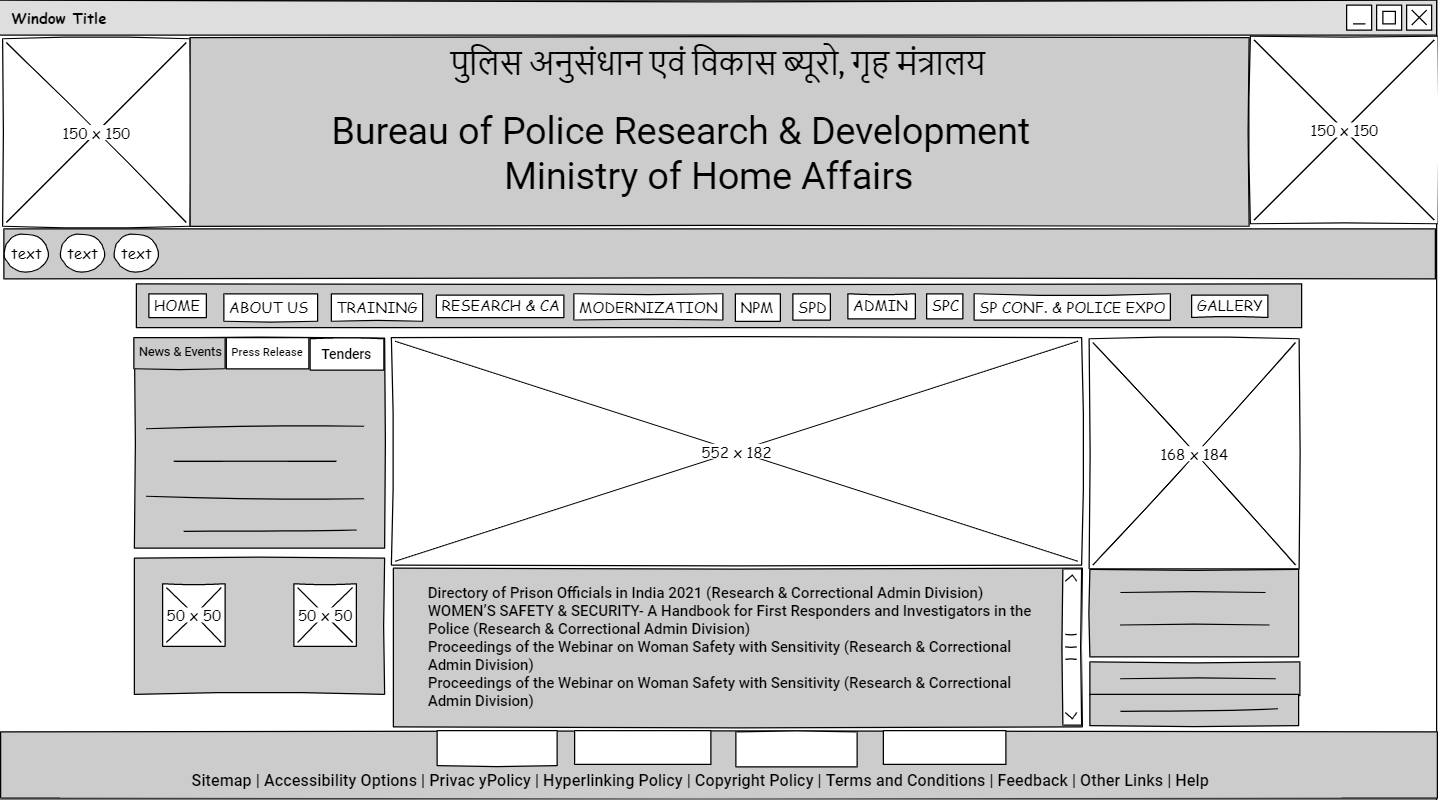 Window Title
पुलिस अनुसंधान एवं विकास ब्यूरो, गृह मंत्रालय
150 x 150
150 x 150
Bureau of Police Research & Development
Ministry of Home Affairs
text text text
HOME ABOUT US TRAINING RESEARCH & CA MODERNIZATION NPM SPD ADMIN SPC SP CONF. & POLICE EXPO GALLERY
News & Events Press Release Tenders
552 x 182
168 x 184
50 x 50 50 x 50
Directory of Prison Officials in India 2021 (Research & Correctional Admin Division)
WOMEN'S SAFETY & SECURITY- A Handbook for First Responders and Investigators in the
Police (Research & Correctional Admin Division)
Proceedings of the Webinar on Woman Safety with Sensitivity (Research & Correctional
Admin Division)
Proceedings of the Webinar on Woman Safety with Sensitivity (Research & Correctional
Admin Division)
Sitemap | Accessibility Options | Privac yPolicy | Hyperlinking Policy | Copyright Policy | Terms and Conditions | Feedback | Other Links | Help